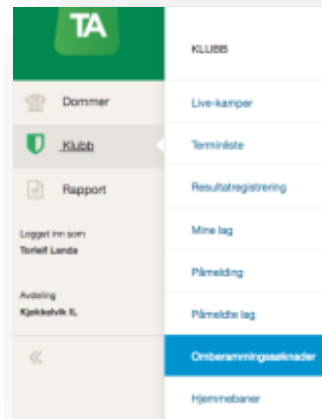 TA
Dommer
Klubb
Rapport
Logget inn som
Torleif Landa
Avdeling
Kjøkkelvik IL
KLUBB
Live-kamper
Terminliste
Resultatregistrering
Mine lag
Påmelding
Påmeldte lag
Omberammingssøknader
Hjemmebaner